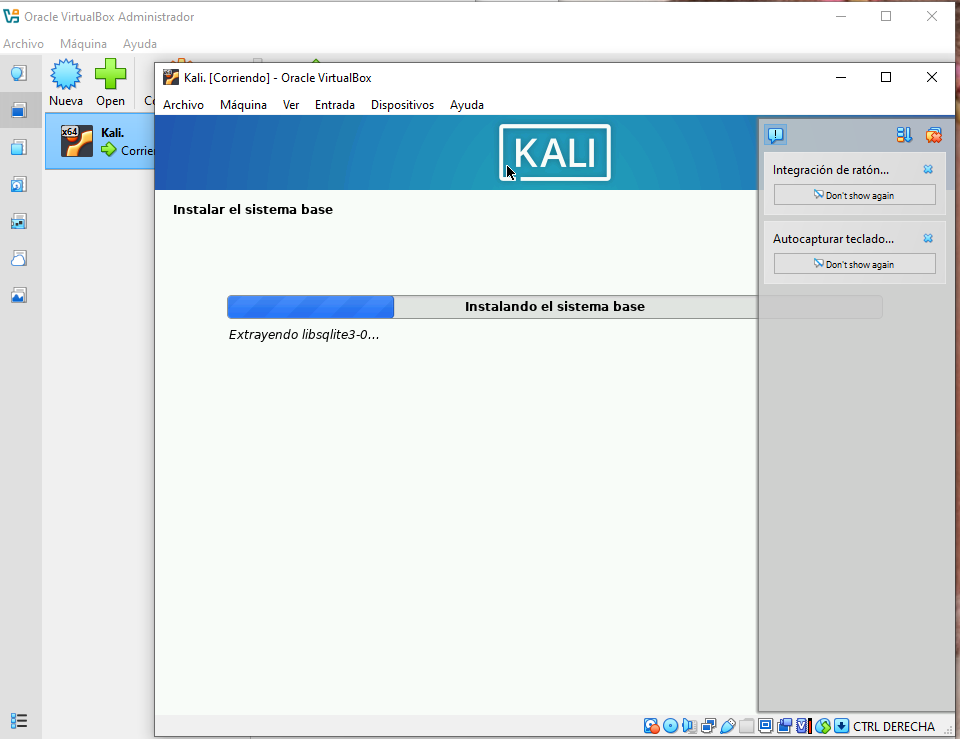 Oracle VirtualBox Administrador
Archivo Máquina Ayuda
Nueva Open
x64 Kali.
Kali. [Corriendo] - Oracle VirtualBox
Archivo Máquina Ver Entrada Dispositivos Ayuda
KALI
Instalar el sistema base
Instalando el sistema base
Extrayendo libsqlite3-0...
Integración de ratón...
Don't show again
Autocapturar teclado...
Don't show again
CTRL DERECHA